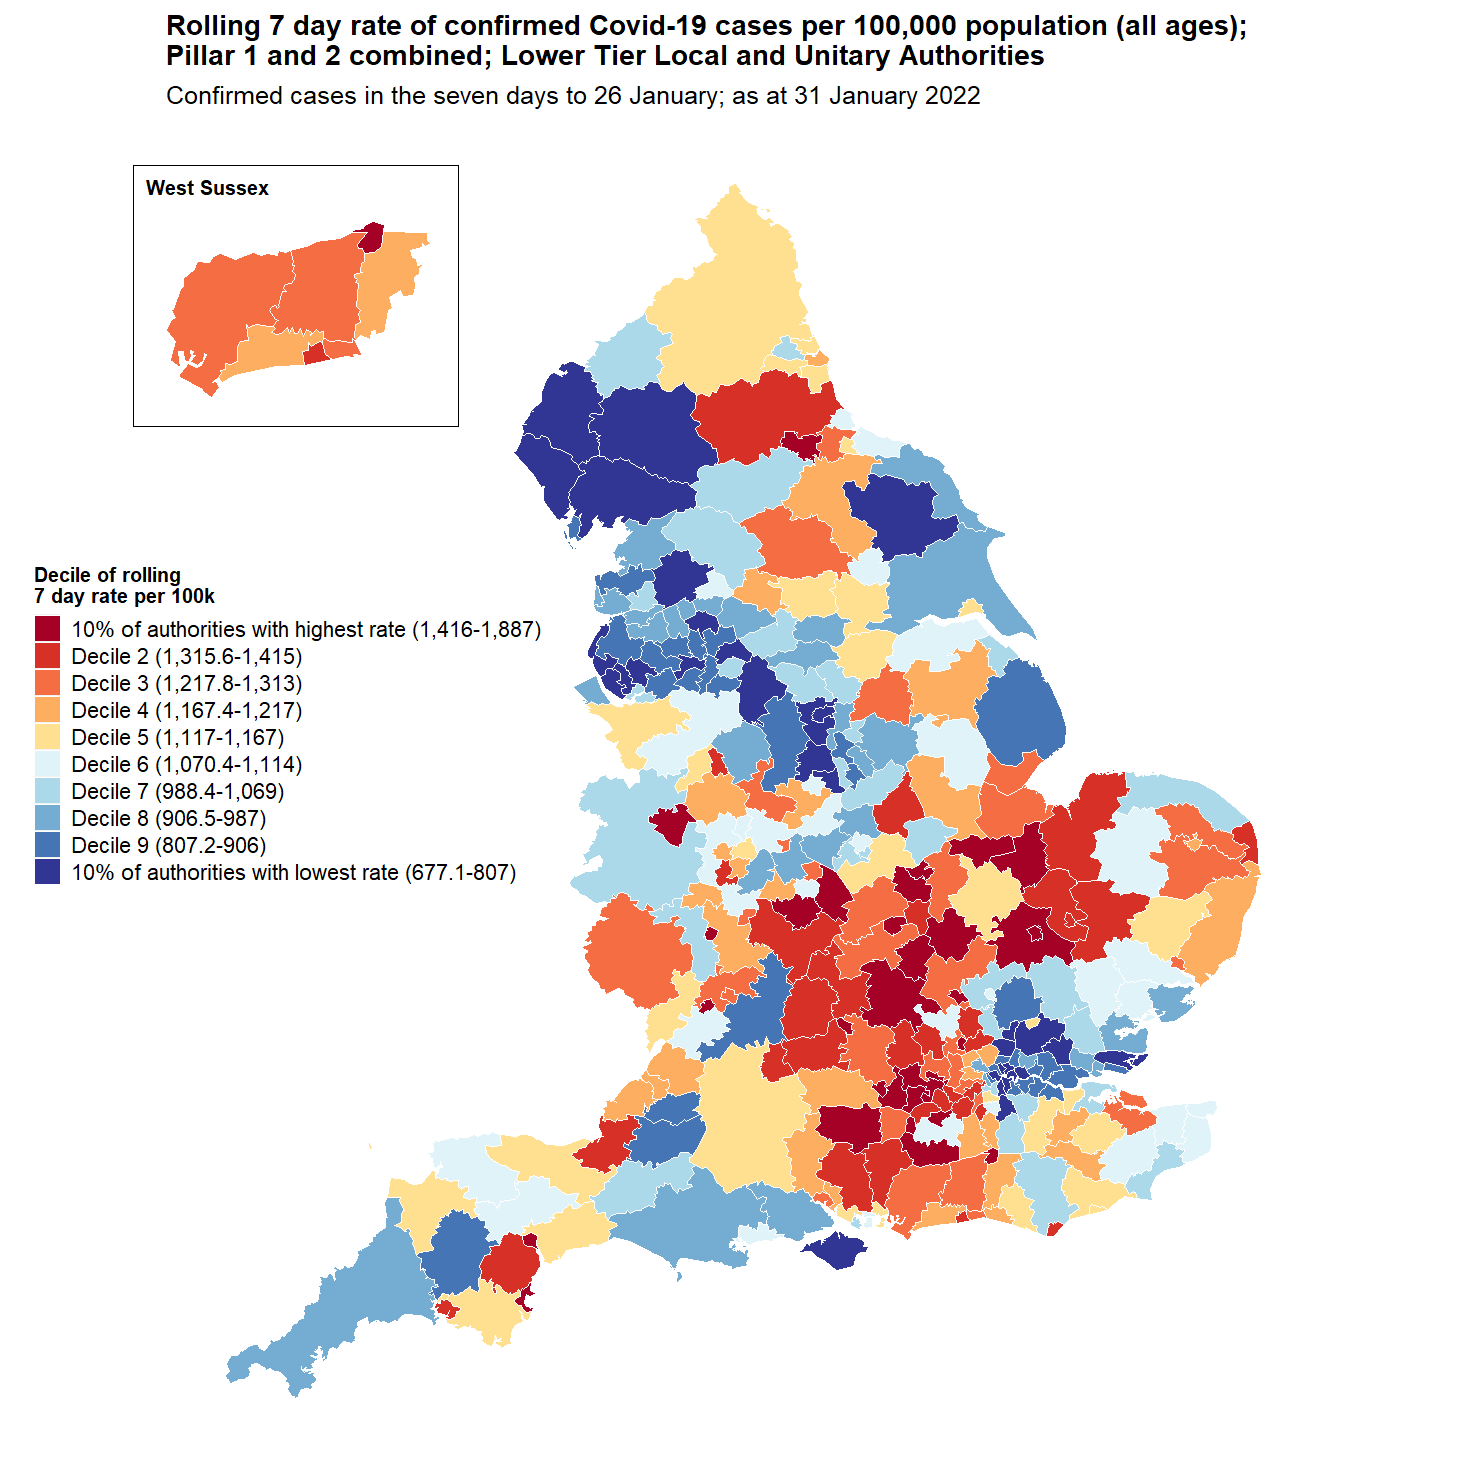 Rolling 7 day rate of confirmed Covid-19 cases per 100,000 population (all ages);
Pillar 1 and 2 combined; Lower Tier Local and Unitary Authorities
Confirmed cases in the seven days to 26 January; as at 31 January 2022
West Sussex
Decile of rolling
7 day rate per 100k
10% of authorities with highest rate (1,416-1,887)
Decile 2 (1,315.6-1,415)
Decile 3 (1,217.8-1,313)
Decile 4 (1,167.4-1,217)
Decile 5 (1,117-1,167)
Decile 6 (1,070.4-1,114)
Decile 7 (988.4-1,069)
Decile 8 (906.5-987)
Decile 9 (807.2-906)
10% of authorities with lowest rate (677.1-807)